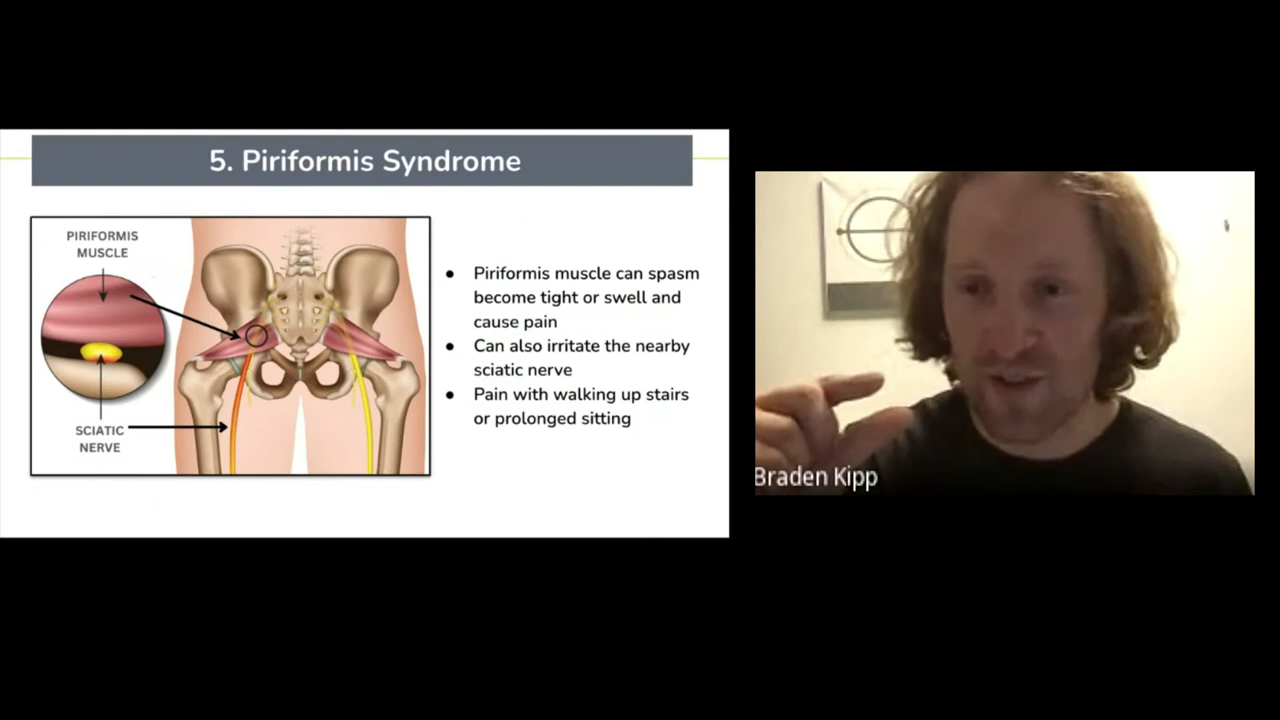 5. Piriformis Syndrome
PIRIFORMIS
MUSCLE
SCIATIC
NERVE
● Piriformis muscle can spasm
become tight or swell and
cause pain
● Can also irritate the nearby
sciatic nerve
● Pain with walking up stairs
or prolonged sitting
Braden Kipp